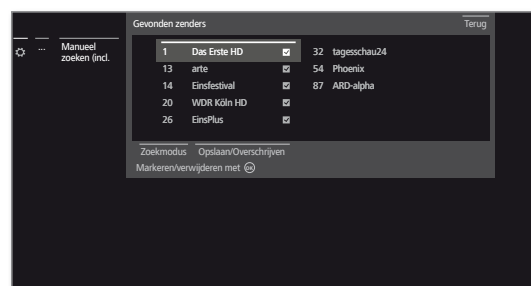 Gevonden zenders Terug
... Manueel
zoeken (incl.
1 Das Erste HD 32 tagesschau24
13 arte 54 Phoenix
14 Einsfestival 87 ARD-alpha
20 WDR Köln HD
26 EinsPlus
Zoekmodus Opslaan/Overschrijven
Markeren/verwijderen met OK